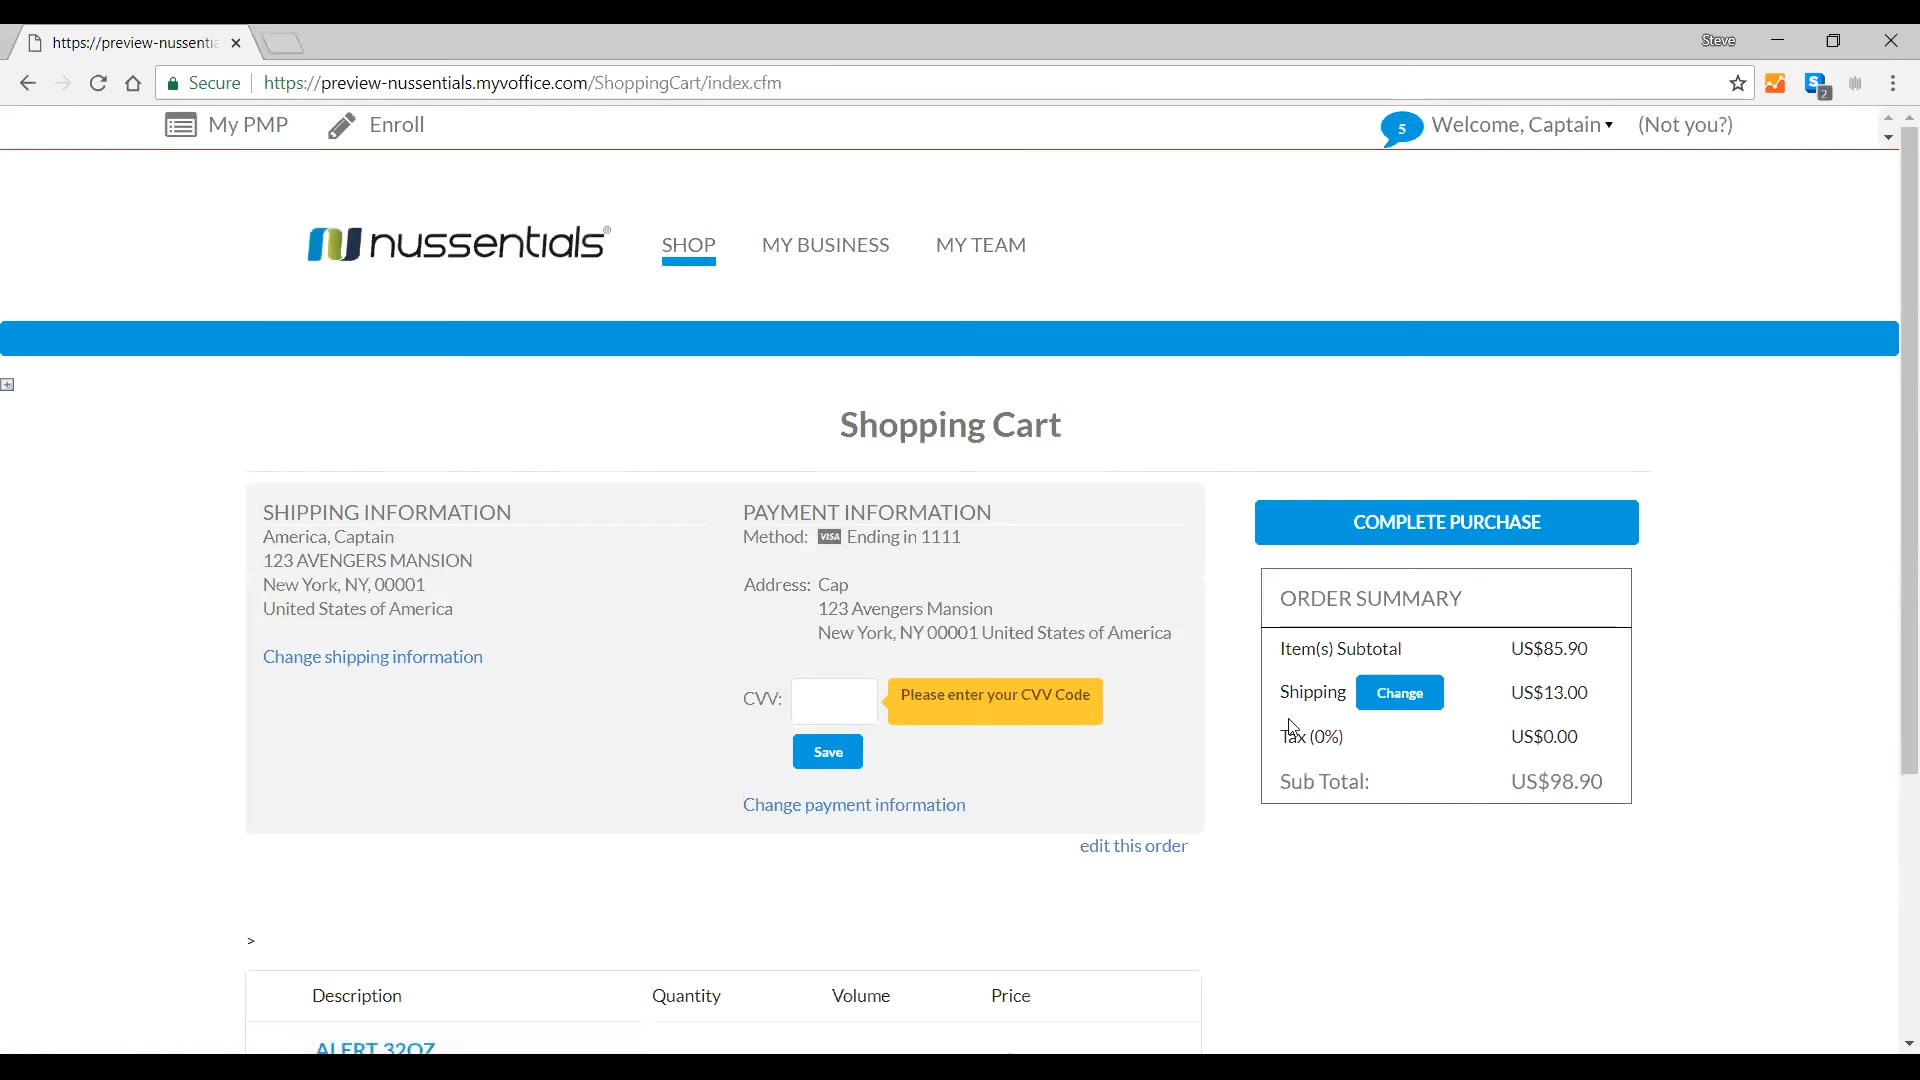 https://preview-nussentia
Steve
Secure
https://preview-nussentials.myvoffice.com/ShoppingCart/index.cfm
2
My PMP
Enroll
5
Welcome, Captain
(Not you?)
nussentials®
SHOP
MY BUSINESS
MY TEAM
Shopping Cart
SHIPPING INFORMATION
America, Captain
123 AVENGERS MANSION
New York, NY, 00001
United States of America
Change shipping information
PAYMENT INFORMATION
Method: VISA Ending in 1111
Address: Cap
123 Avengers Mansion
New York, NY 00001 United States of America
CVV:
Please enter your CVV Code
Save
Change payment information
edit this order
COMPLETE PURCHASE
ORDER SUMMARY
Item(s) Subtotal US$85.90
Shipping Change US$13.00
Tax (0%) US$0.00
Sub Total: US$98.90
>
Description Quantity Volume Price
ALERT 32OZ